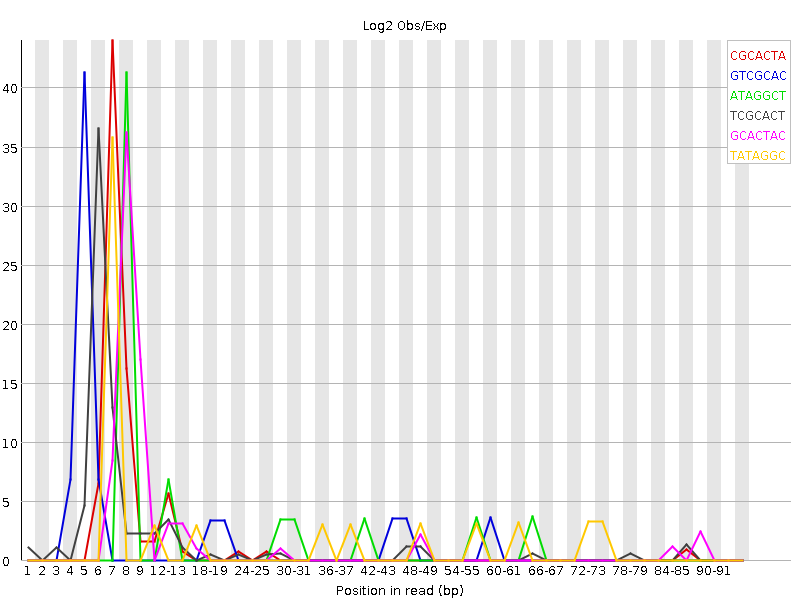 Log2 Obs/Exp
CGCACTA
GTCGCAC
ATAGGCT
TCGCACT
GCACTAC
TATAGGC
40
35
30
25
20
15
10
5
0
1 2 3 4 5 6 7 8 9 12-13 18-19 24-25 30-31 36-37 42-43 48-49 54-55 60-61 66-67 72-73 78-79 84-85 90-91
Position in read (bp)